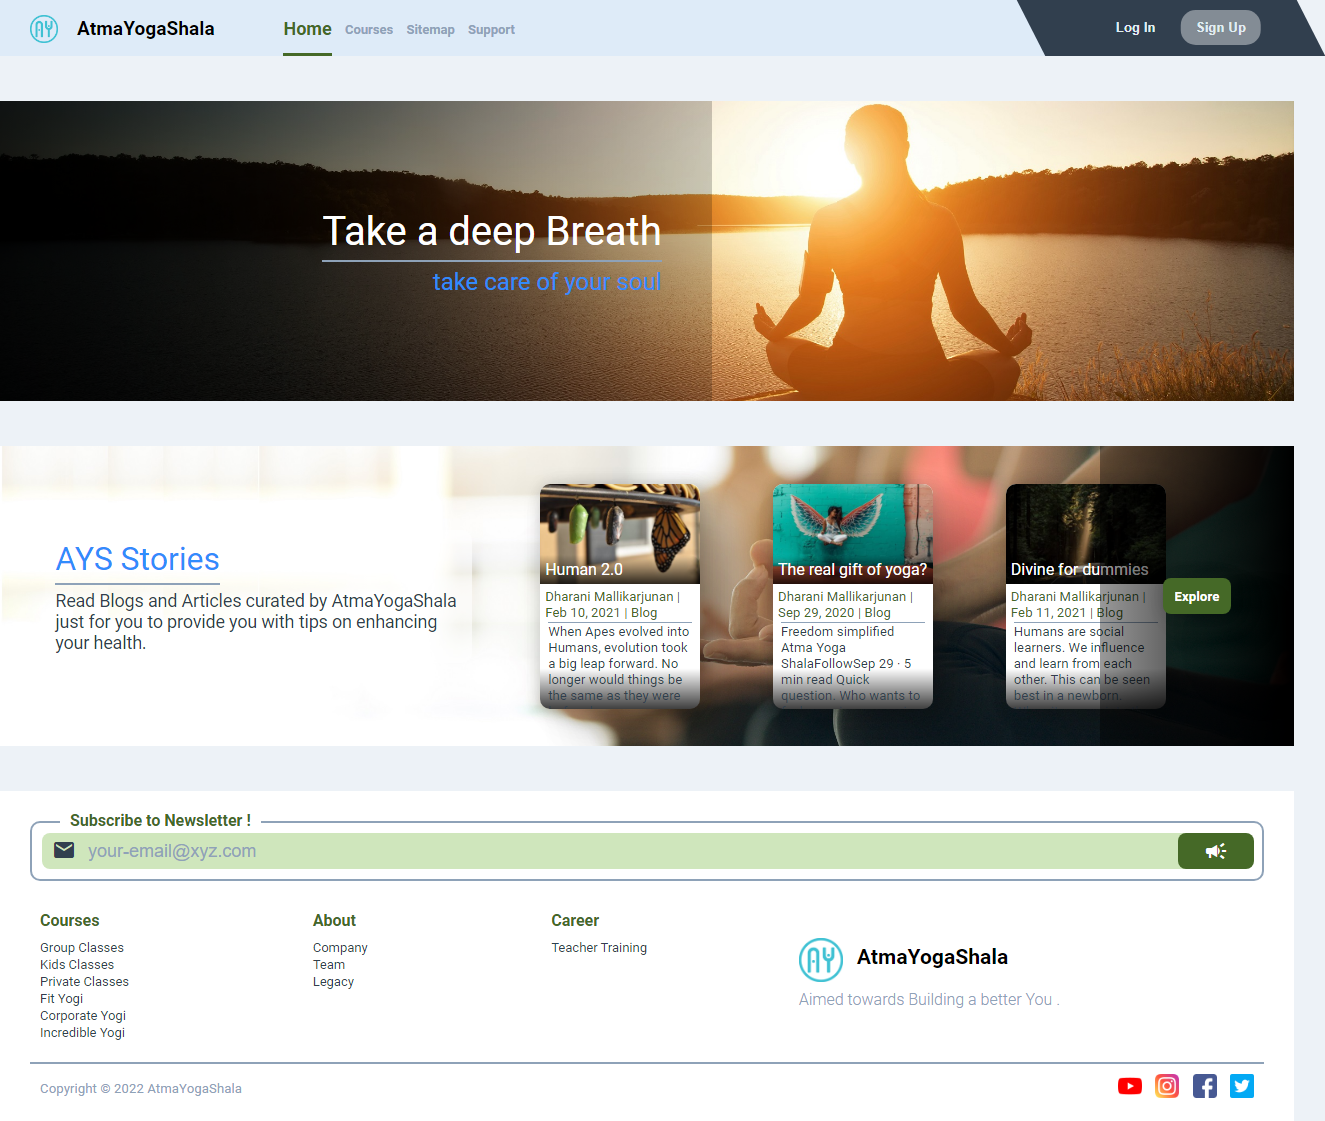 AtmaYogaShala
Home Courses Sitemap Support
Log In
Sign Up
Take a deep Breath
take care of your soul
AYS Stories
Read Blogs and Articles curated by AtmaYogaShala
just for you to provide you with tips on enhancing
your health.
Human 2.0
Dharani Mallikarjunan |
Feb 10, 2021 | Blog
When Apes evolved into
Humans, evolution took
a big leap forward. No
longer would things be
the same as they were
The real gift of yoga?
Dharani Mallikarjunan |
Sep 29, 2020 | Blog
Freedom simplified
Atma Yoga
ShalaFollowSep 29 · 5
min read Quick
question. Who wants to
Divine for dummies
Dharani Mallikarjunan |
Feb 11, 2021 | Blog
Humans are social
learners. We influence
and learn from each
other. This can be seen
best in a newborn.
Explore
Subscribe to Newsletter !
your-email@xyz.com
Courses
Group Classes
Kids Classes
Private Classes
Fit Yogi
Corporate Yogi
Incredible Yogi
About
Company
Team
Legacy
Career
Teacher Training
AY
AtmaYogaShala
Aimed towards Building a better You .
Copyright © 2022 AtmaYogaShala